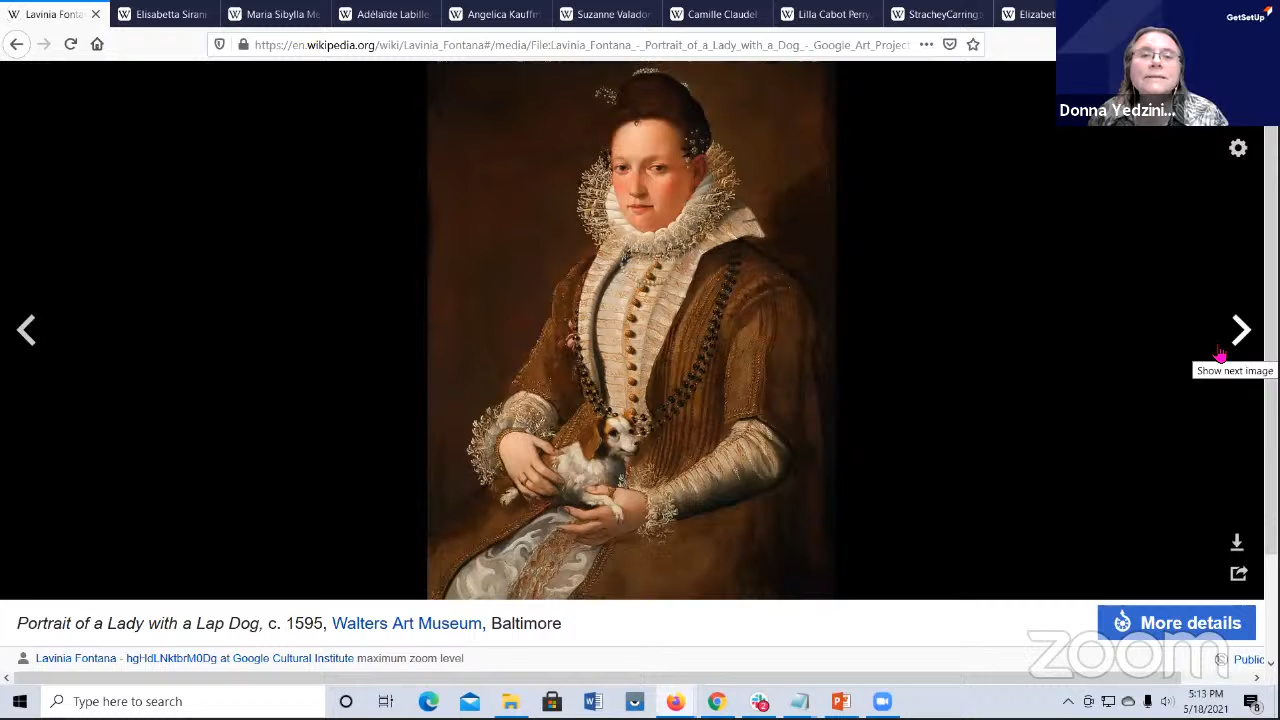 Lavinia Fonta
Elisabetta Sirani
Maria Sibylla Me
Adélaïde Labille
Angelica Kauffm
Suzanne Valador
Camille Claudel
Lilla Cabot Perry
StracheyCarring
Elizabet
GetSetUp
https://en.wikipedia.org/wiki/Lavinia_Fontana#/media/File:Lavinia_Fontana_-_Portrait_of_a_Lady_with_a_Dog_-_Google_Art_Project
Donna Yedzini...
Show next image
Portrait of a Lady with a Lap Dog, c. 1595, Walters Art Museum, Baltimore
More details
Lavinia Fontana - hgHdLNktbrM0Dg at Google Cultural Institute maximum zoom level
Public
zoom
Type here to search
5:13 PM
5/18/2021